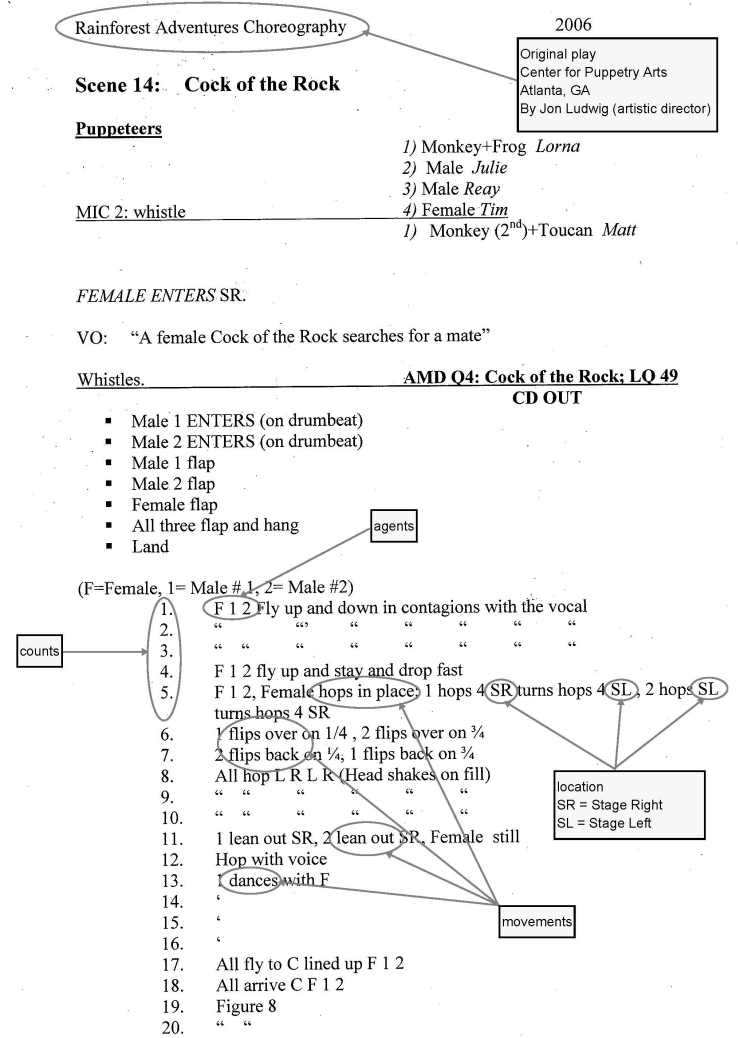 Rainforest Adventures Choreography 2006
Original play
Center for Puppetry Arts
Atlanta, GA
By Jon Ludwig (artistic director)
Scene 14: Cock of the Rock
Puppeteers
1) Monkey+Frog Lorna
2) Male Julie
3) Male Reay
MIC 2: whistle 4) Female Tim
1) Monkey (2nd)+Toucan Matt
FEMALE ENTERS SR.
VO: “A female Cock of the Rock searches for a mate”
Whistles. AMD Q4: Cock of the Rock; LQ 49
CD OUT
▪ Male 1 ENTERS (on drumbeat)
▪ Male 2 ENTERS (on drumbeat)
▪ Male 1 flap
▪ Male 2 flap
▪ Female flap
▪ All three flap and hang
▪ Land
agents
(F=Female, 1= Male # 1, 2= Male #2)
1. F 1 2 Fly up and down in contagions with the vocal
2. “ “’ “ “ “ “ “
3. “ “ “ “ “ “ “ “
counts
4. F 1 2 fly up and stay and drop fast
5. F 1 2, Female hops in place; 1 hops 4 SR turns hops 4 SL, 2 hops SL
turns hops 4 SR
6. 1 flips over on 1/4 , 2 flips over on ¾
7. 2 flips back on ¼, 1 flips back on ¾
8. All hop L R L R (Head shakes on fill)
9. “ “ “ “ “ “
10. “ “ “ “ “ “
location
SR = Stage Right
SL = Stage Left
11. 1 lean out SR, 2 lean out SR, Female still
12. Hop with voice
13. 1 dances with F
14. ‘
15. ‘
16. ‘
movements
17. All fly to C lined up F 1 2
18. All arrive C F 1 2
19. Figure 8
20. “ “